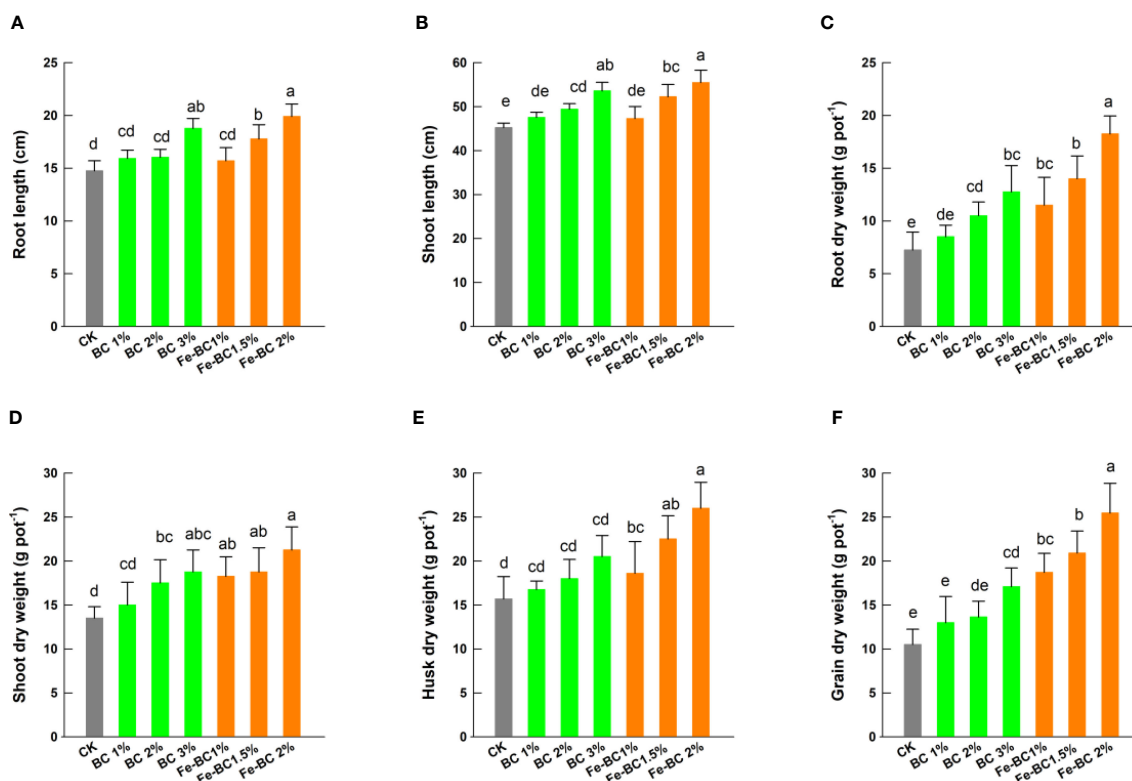 A
Root length (cm)
25
20
15
10
5
0
d
cd
cd
ab
cd
b
a
CK
BC 1%
BC 2%
BC 3%
Fe-BC1%
Fe-BC1.5%
Fe-BC 2%
B
Shoot length (cm)
60
50
40
30
20
10
0
e
de
cd
ab
de
bc
a
CK
BC 1%
BC 2%
BC 3%
Fe-BC1%
Fe-BC1.5%
Fe-BC 2%
C
Root dry weight (g pot⁻¹)
25
20
15
10
5
0
e
de
cd
bc
bc
b
a
CK
BC 1%
BC 2%
BC 3%
Fe-BC1%
Fe-BC1.5%
Fe-BC 2%
D
Shoot dry weight (g pot⁻¹)
30
25
20
15
10
5
0
d
cd
bc
abc
ab
ab
a
CK
BC 1%
BC 2%
BC 3%
Fe-BC1%
Fe-BC1.5%
Fe-BC 2%
E
Husk dry weight (g pot⁻¹)
30
25
20
15
10
5
0
d
cd
cd
cd
bc
ab
a
CK
BC 1%
BC 2%
BC 3%
Fe-BC1%
Fe-BC1.5%
Fe-BC 2%
F
Grain dry weight (g pot⁻¹)
30
25
20
15
10
5
0
e
e
de
cd
bc
b
a
CK
BC 1%
BC 2%
BC 3%
Fe-BC1%
Fe-BC1.5%
Fe-BC 2%